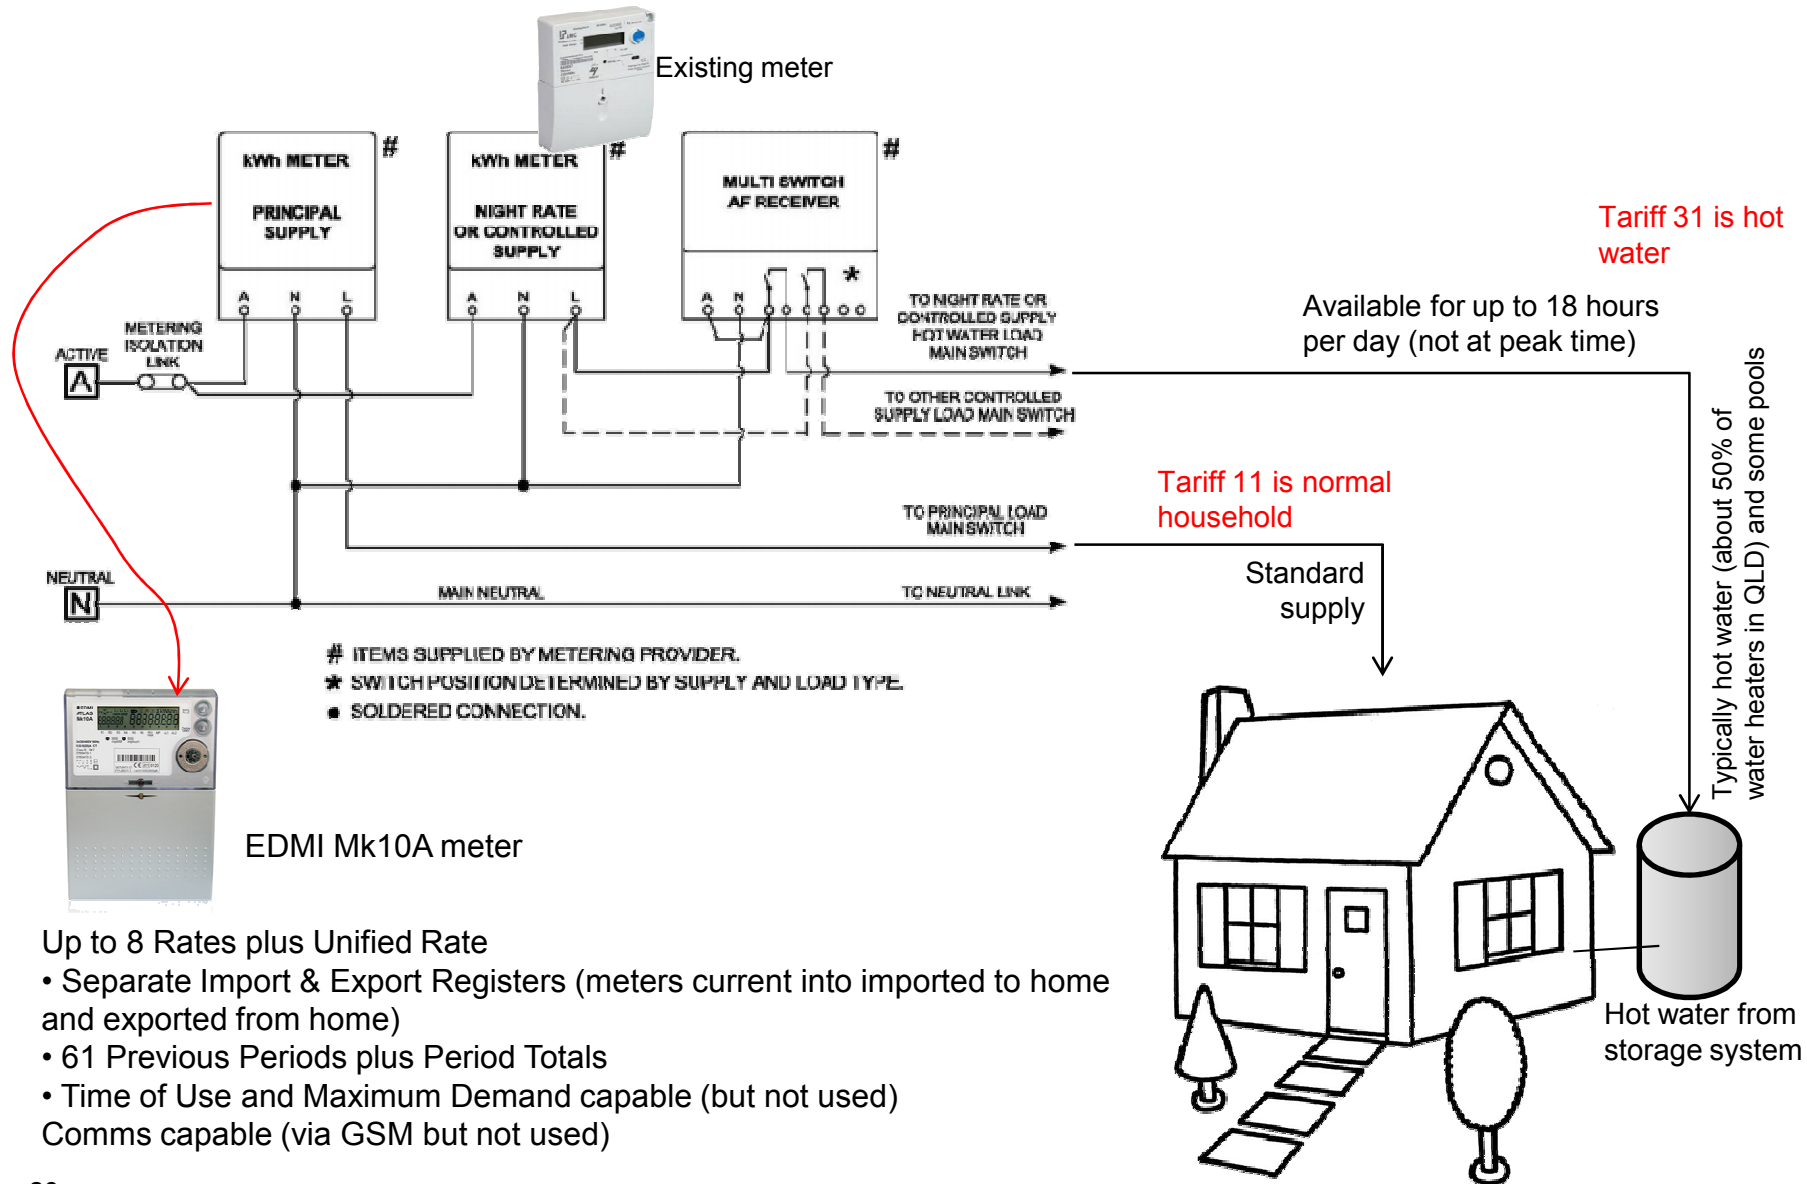 Existing meter
#
kWh METER
PRINCIPAL
SUPPLY
A N L
#
kWh METER
NIGHT RATE
OR CONTROLLED
SUPPLY
A N L
#
MULTI SWITCH
AF RECEIVER
*
A N
METERING
ISOLATION
LINK
ACTIVE
A
TO NIGHT RATE OR
CONTROLLED SUPPLY
HOT WATER LOAD
MAIN SWITCH
TO OTHER CONTROLLED
SUPPLY LOAD MAIN SWITCH
TO PRINCIPAL LOAD
MAIN SWITCH
NEUTRAL
N
MAIN NEUTRAL
TO NEUTRAL LINK
# ITEMS SUPPLIED BY METERING PROVIDER.
* SWITCH POSITION DETERMINED BY SUPPLY AND LOAD TYPE.
● SOLDERED CONNECTION.
Tariff 31 is hot
water
Available for up to 18 hours
per day (not at peak time)
Tariff 11 is normal
household
Standard
supply
Typically hot water (about 50% of
water heaters in QLD) and some pools
Hot water from
storage system
EDMI
ATLAS
Mk10A
EDMI Mk10A meter
Up to 8 Rates plus Unified Rate
• Separate Import & Export Registers (meters current into imported to home
and exported from home)
• 61 Previous Periods plus Period Totals
• Time of Use and Maximum Demand capable (but not used)
Comms capable (via GSM but not used)